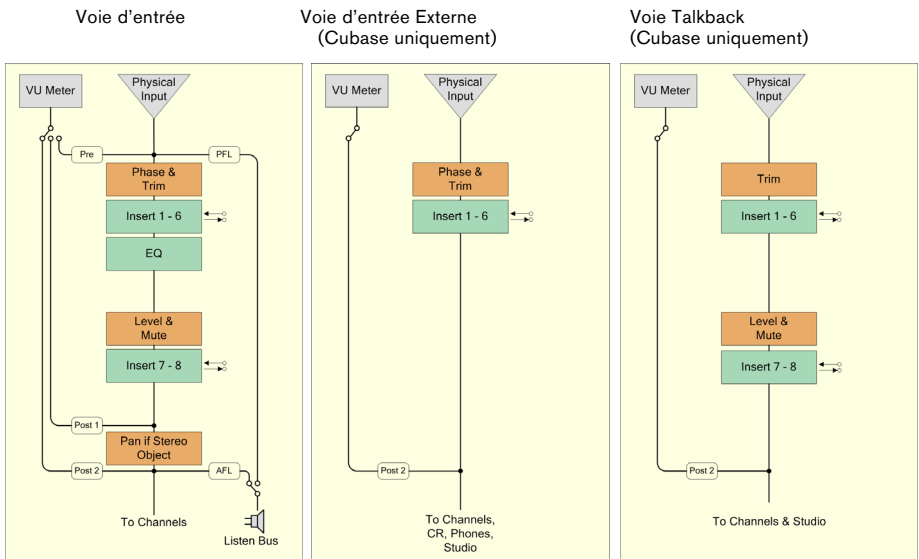 Voie d'entrée
Voie d'entrée Externe
(Cubase uniquement)
Voie Talkback
(Cubase uniquement)
VU Meter
Physical
Input
Pre
PFL
Phase &
Trim
Insert 1 - 6
EQ
Level &
Mute
Insert 7 - 8
Post 1
Pan if Stereo
Object
Post 2
AFL
To Channels
Listen Bus
VU Meter
Physical
Input
Phase &
Trim
Insert 1 - 6
Post 2
To Channels,
CR, Phones,
Studio
VU Meter
Physical
Input
Trim
Insert 1 - 6
Level &
Mute
Insert 7 - 8
Post 2
To Channels & Studio